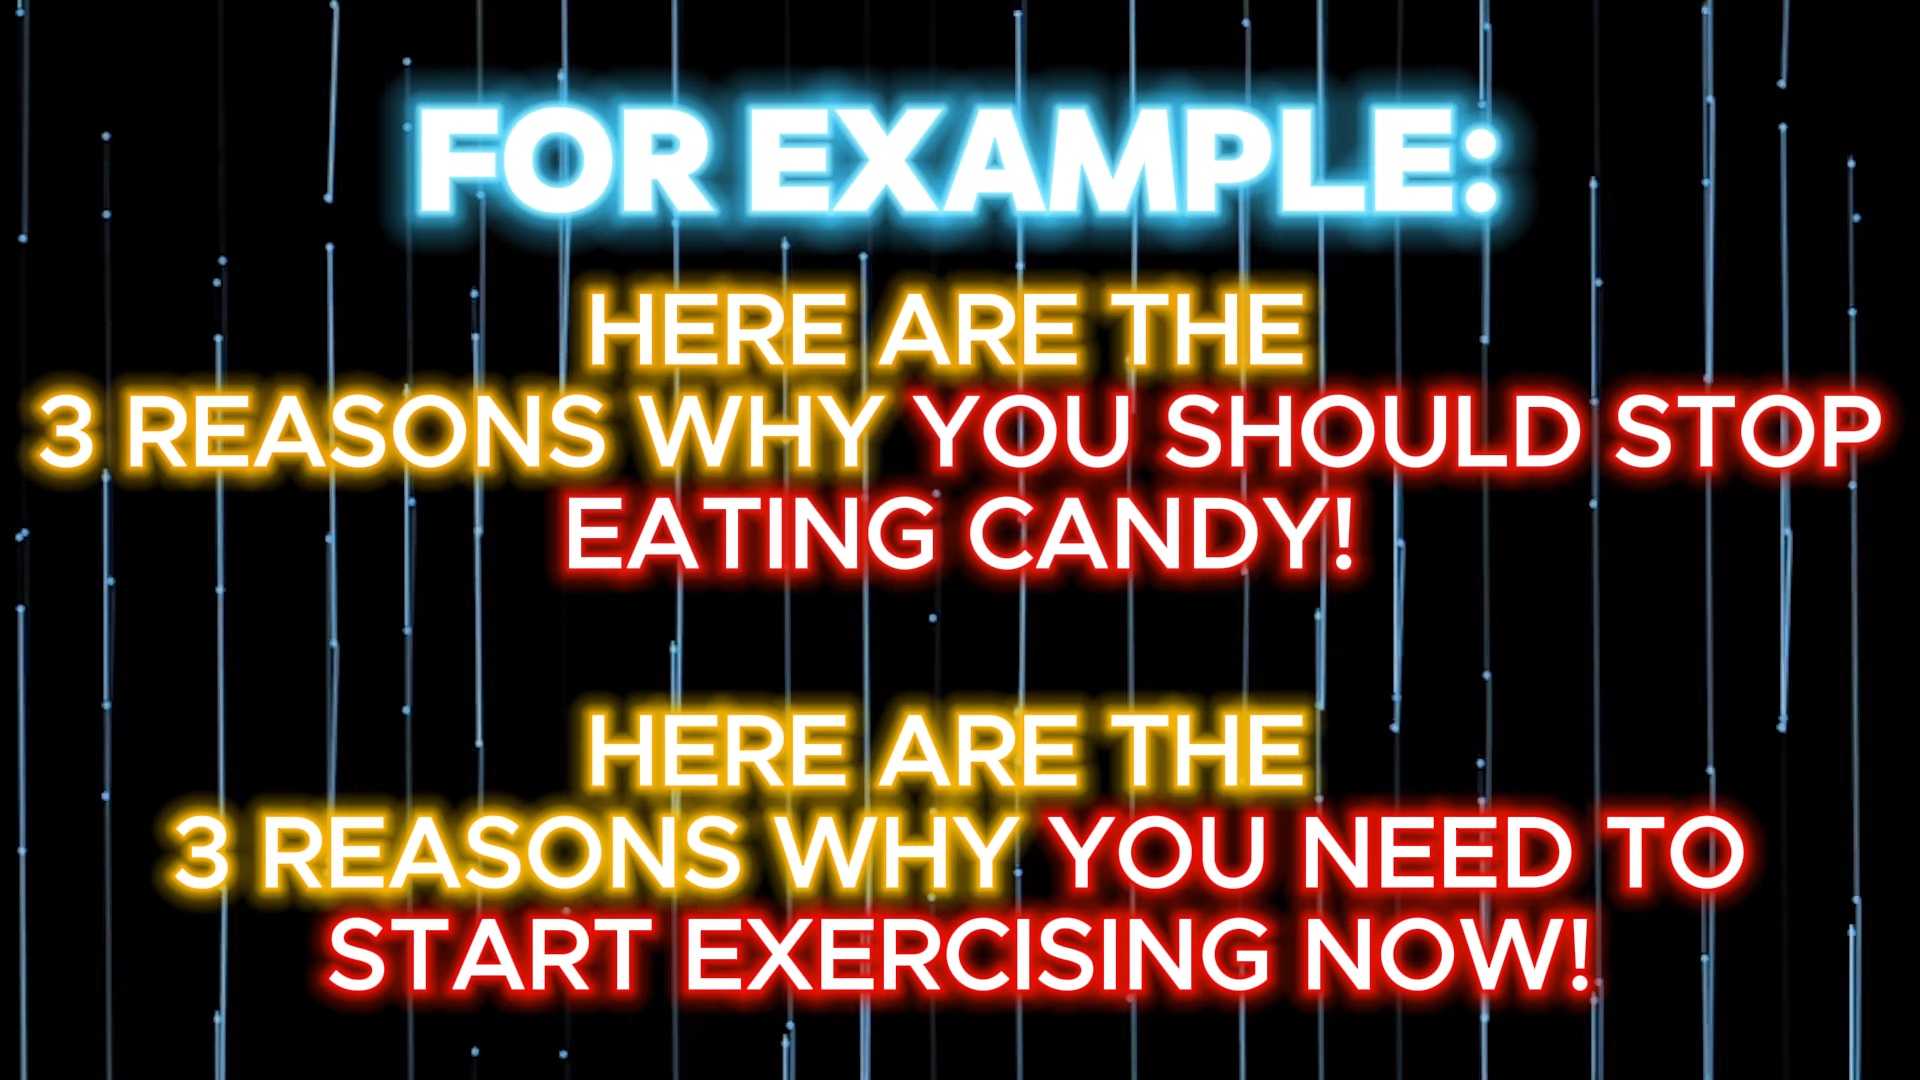 FOR EXAMPLE:
HERE ARE THE
3 REASONS WHY YOU SHOULD STOP
EATING CANDY!
HERE ARE THE
3 REASONS WHY YOU NEED TO
START EXERCISING NOW!